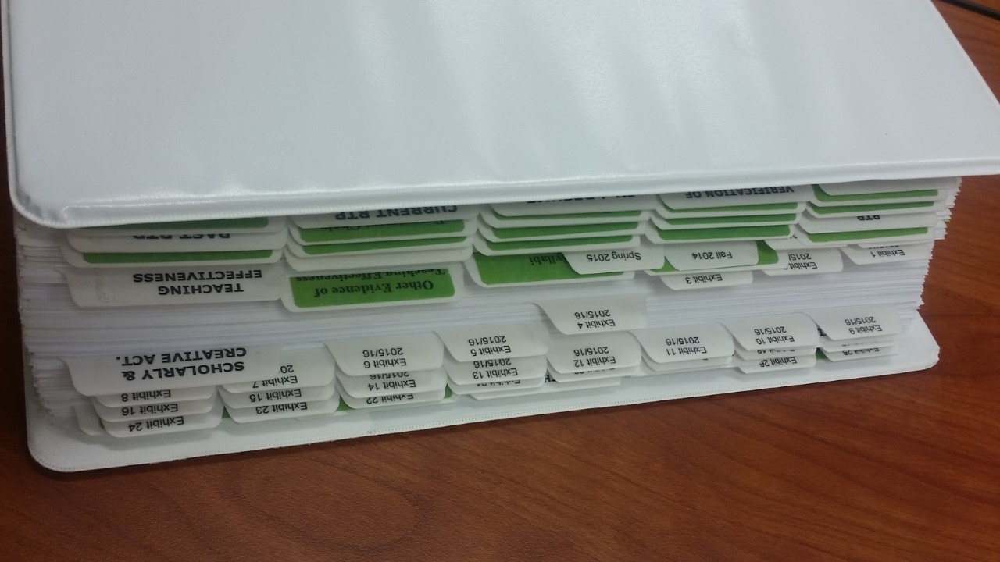 VERIFICATION OF
CURRENT RTP
PAST RTP
RTP
Exhibit 1
2015/
Fall 2014
Spring 2015
Exhibit 3
TEACHING
EFFECTIVENESS
Other Evidence of
Teaching Effectiveness
Exhibit 4
2015/16
SCHOLARLY &
CREATIVE ACT.
Exhibit 5
2015/16
Exhibit 6
2015/16
Exhibit 7
20
Exhibit 8
Exhibit 9
2015/16
Exhibit 10
2015/16
Exhibit 11
2015/16
Exhibit 12
2015/16
Exhibit 13
2015/16
Exhibit 14
2015/16
Exhibit 15
Exhibit 16
Exhibit 22
Exhibit 23
Exhibit 24